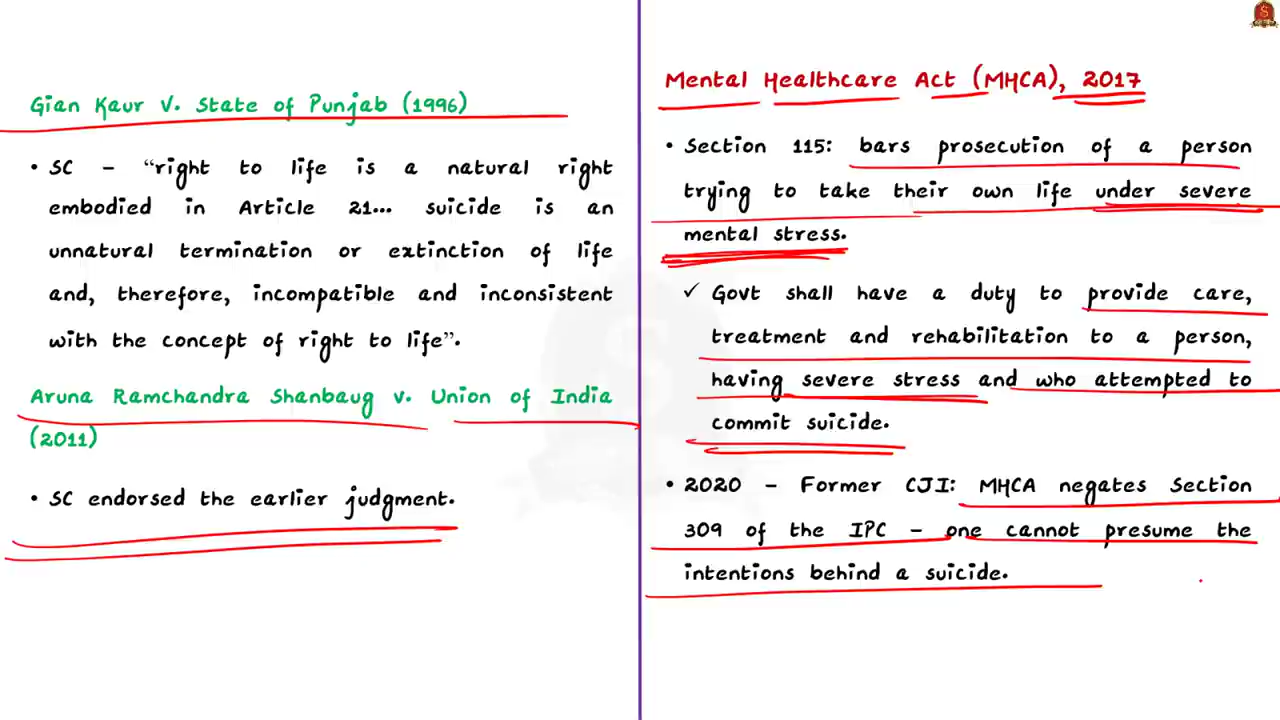 Gian Kaur V. State of Punjab (1996)
• SC – “right to life is a natural right
embodied in Article 21... suicide is an
unnatural termination or extinction of life
and, therefore, incompatible and inconsistent
with the concept of right to life”.
Aruna Ramchandra Shanbaug v. Union of India
(2011)
• SC endorsed the earlier judgment.
Mental Healthcare Act (MHCA), 2017
• Section 115: bars prosecution of a person
trying to take their own life under severe
mental stress.
✓ Govt shall have a duty to provide care,
treatment and rehabilitation to a person,
having severe stress and who attempted to
commit suicide.
• 2020 – Former CJI: MHCA negates Section
309 of the IPC – one cannot presume the
intentions behind a suicide.